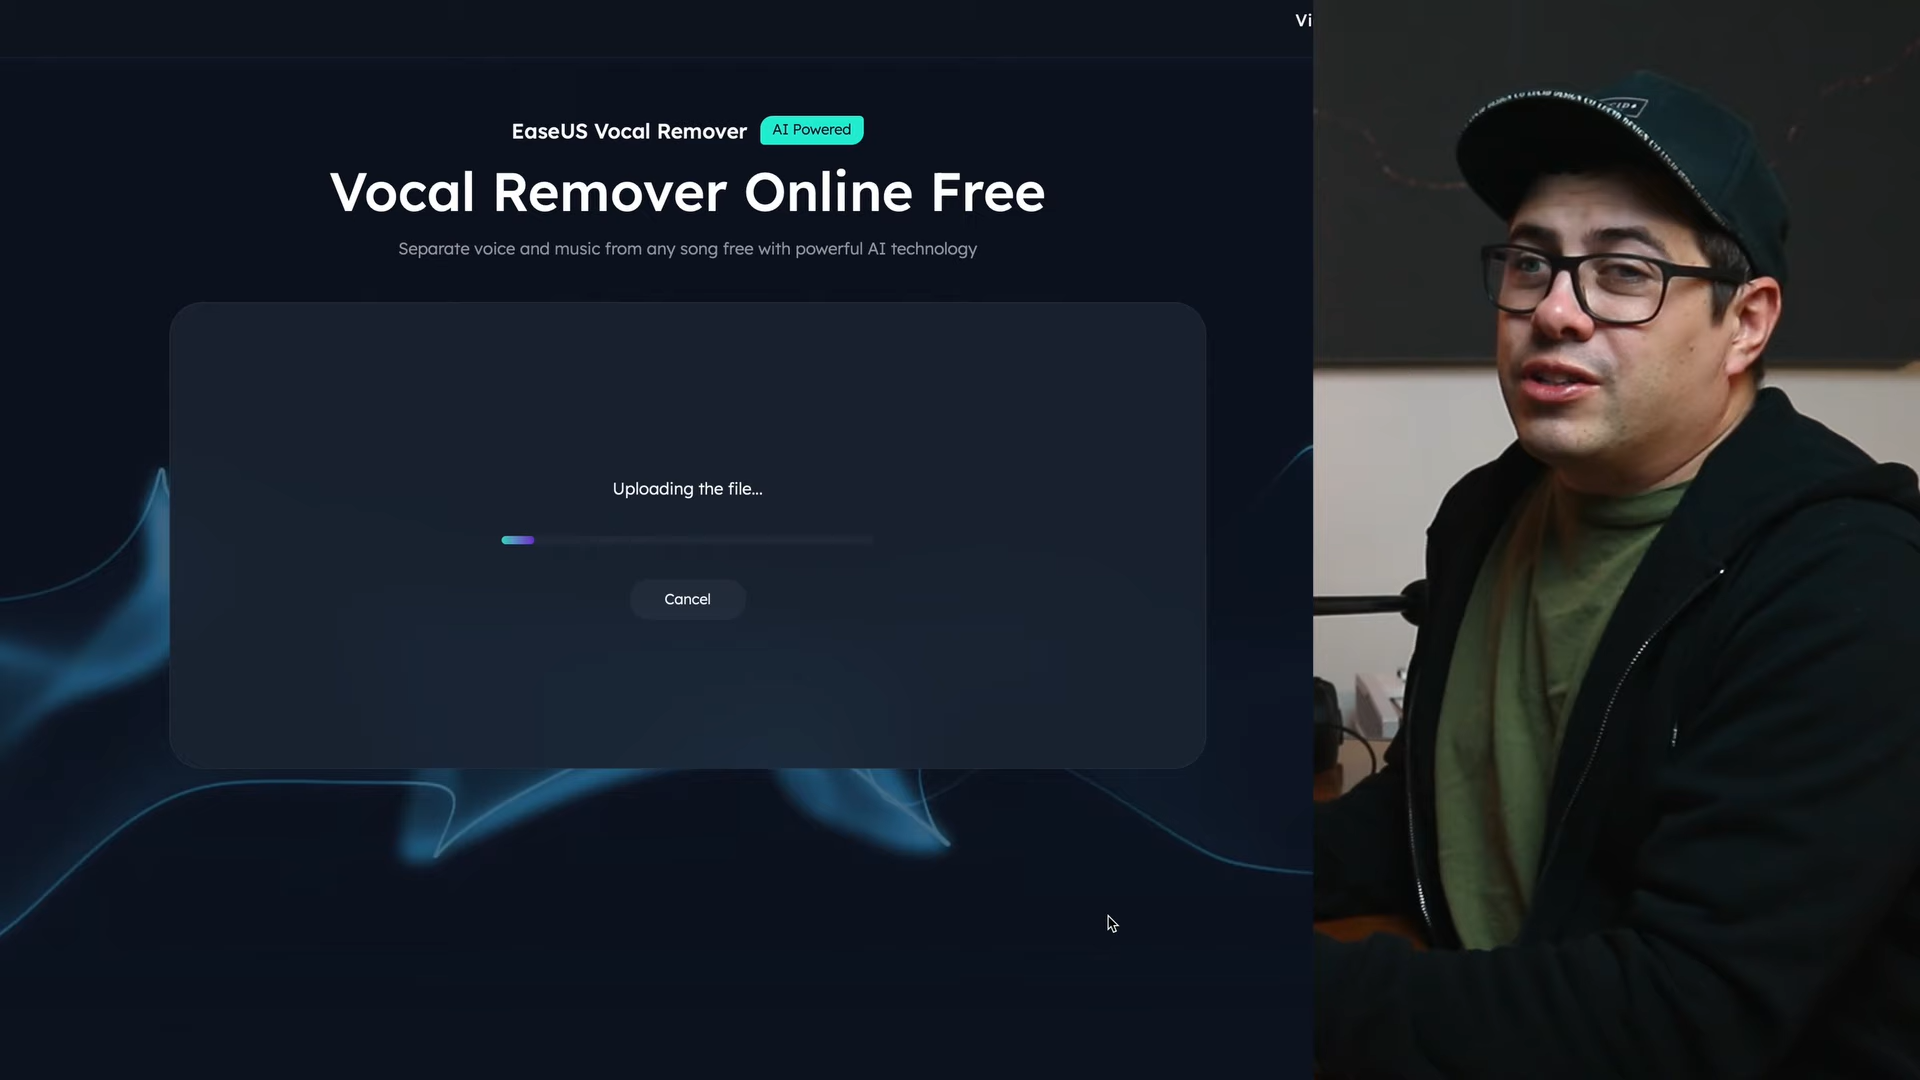 Vi
EaseUS Vocal Remover AI Powered
Vocal Remover Online Free
Separate voice and music from any song free with powerful AI technology
Uploading the file...
Cancel